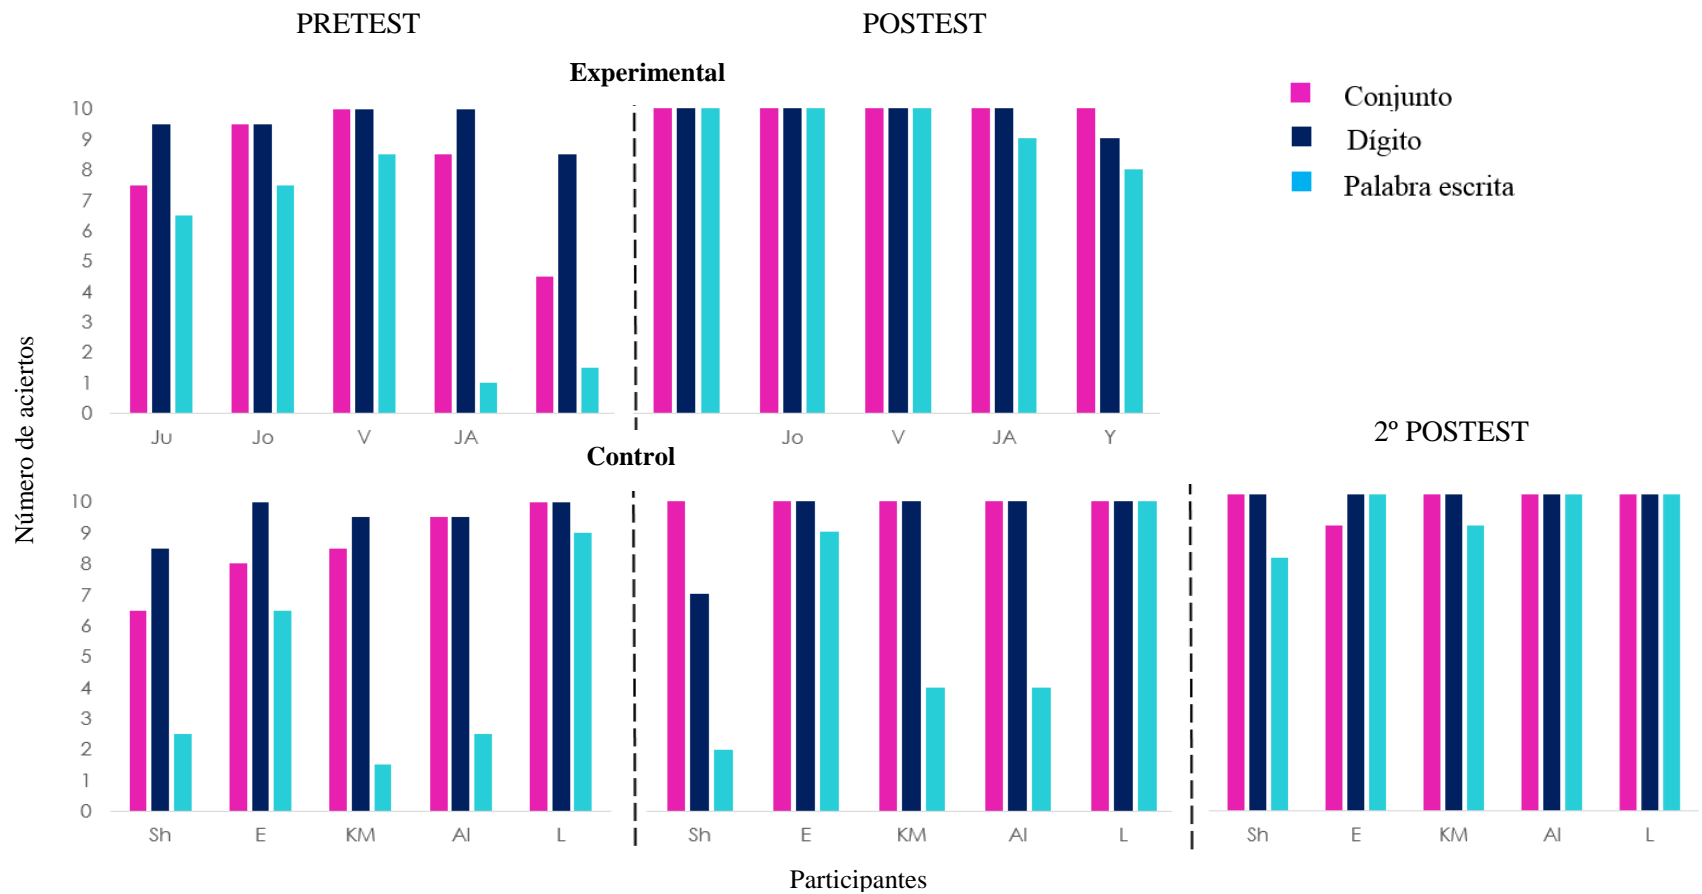 PRETEST
POSTEST
Experimental
Conjunto
Dígito
Palabra escrita
10
9
8
7
6
5
4
3
2
1
0
Ju Jo V JA
Jo V JA Y
2º POSTEST
Control
Número de aciertos
10
9
8
7
6
5
4
3
2
1
0
Sh E KM Al L
Sh E KM Al L
Sh E KM Al L
Participantes